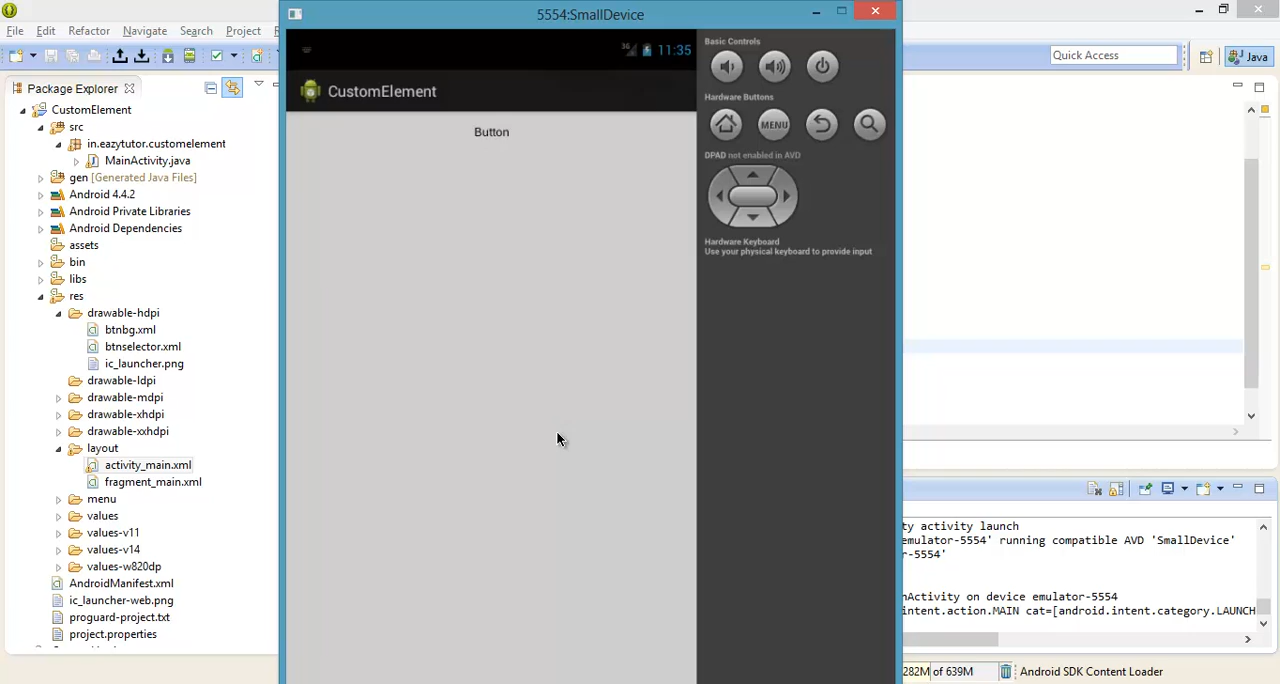 5554:SmallDevice
File Edit Refactor Navigate Search Project
Quick Access
Java
Package Explorer
CustomElement
src
in.eazytutor.customelement
MainActivity.java
gen [Generated Java Files]
Android 4.4.2
Android Private Libraries
Android Dependencies
assets
bin
libs
res
drawable-hdpi
btnbg.xml
btnselector.xml
ic_launcher.png
drawable-ldpi
drawable-mdpi
drawable-xhdpi
drawable-xxhdpi
layout
activity_main.xml
fragment_main.xml
menu
values
values-v11
values-v14
values-w820dp
AndroidManifest.xml
ic_launcher-web.png
proguard-project.txt
project.properties
3G 11:35
CustomElement
Button
Basic Controls
Hardware Buttons
MENU
DPAD not enabled in AVD
Hardware Keyboard
Use your physical keyboard to provide input
ty activity launch
emulator-5554' running compatible AVD 'SmallDevice'
r-5554'
nActivity on device emulator-5554
intent.action.MAIN cat=[android.intent.category.LAUNCH
282M of 639M
Android SDK Content Loader